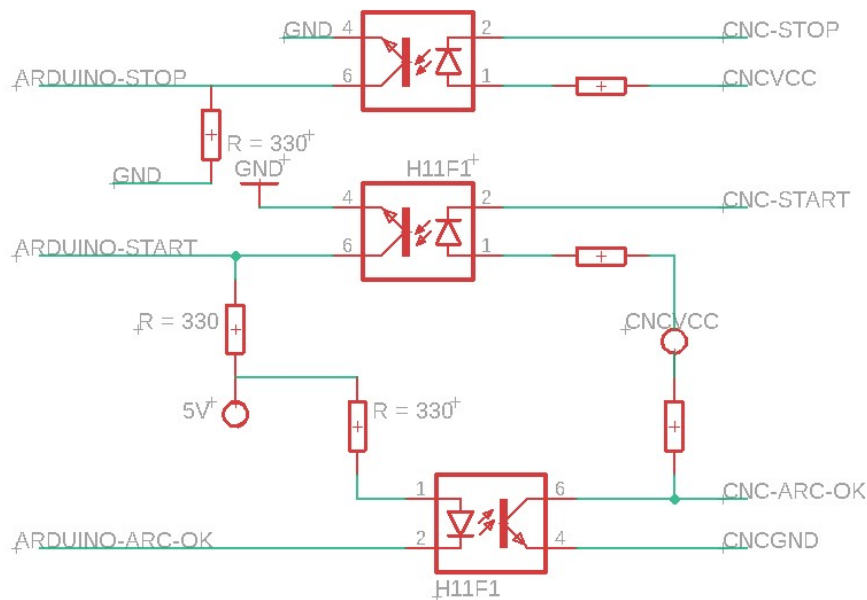 GND 4 2 CNC-STOP
ARDUINO-STOP 6 1 CNCVCC
R = 330
GND
GND H11F1
4 2 CNC-START
ARDUINO-START 6 1
R = 330 CNCVCC
5V R = 330
1 6 CNC-ARC-OK
ARDUINO-ARC-OK 2 4 CNCGND
H11F1